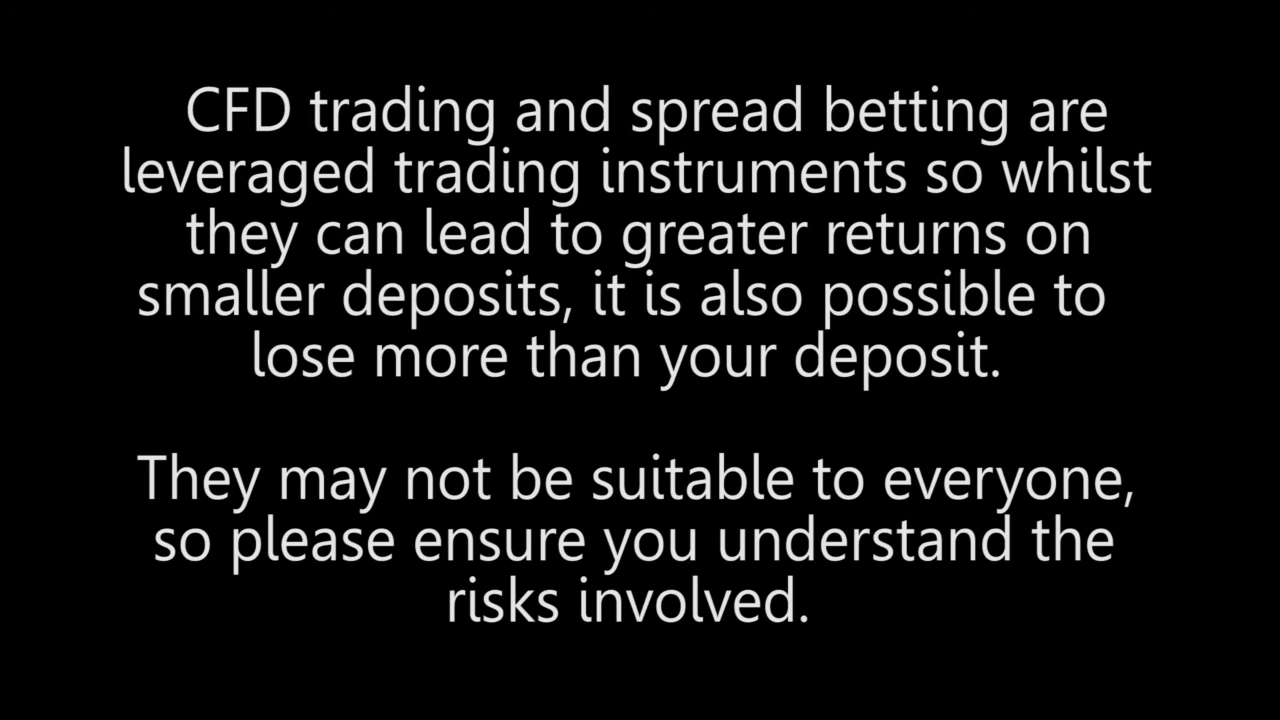 CFD trading and spread betting are
leveraged trading instruments so whilst
they can lead to greater returns on
smaller deposits, it is also possible to
lose more than your deposit.
They may not be suitable to everyone,
so please ensure you understand the
risks involved.